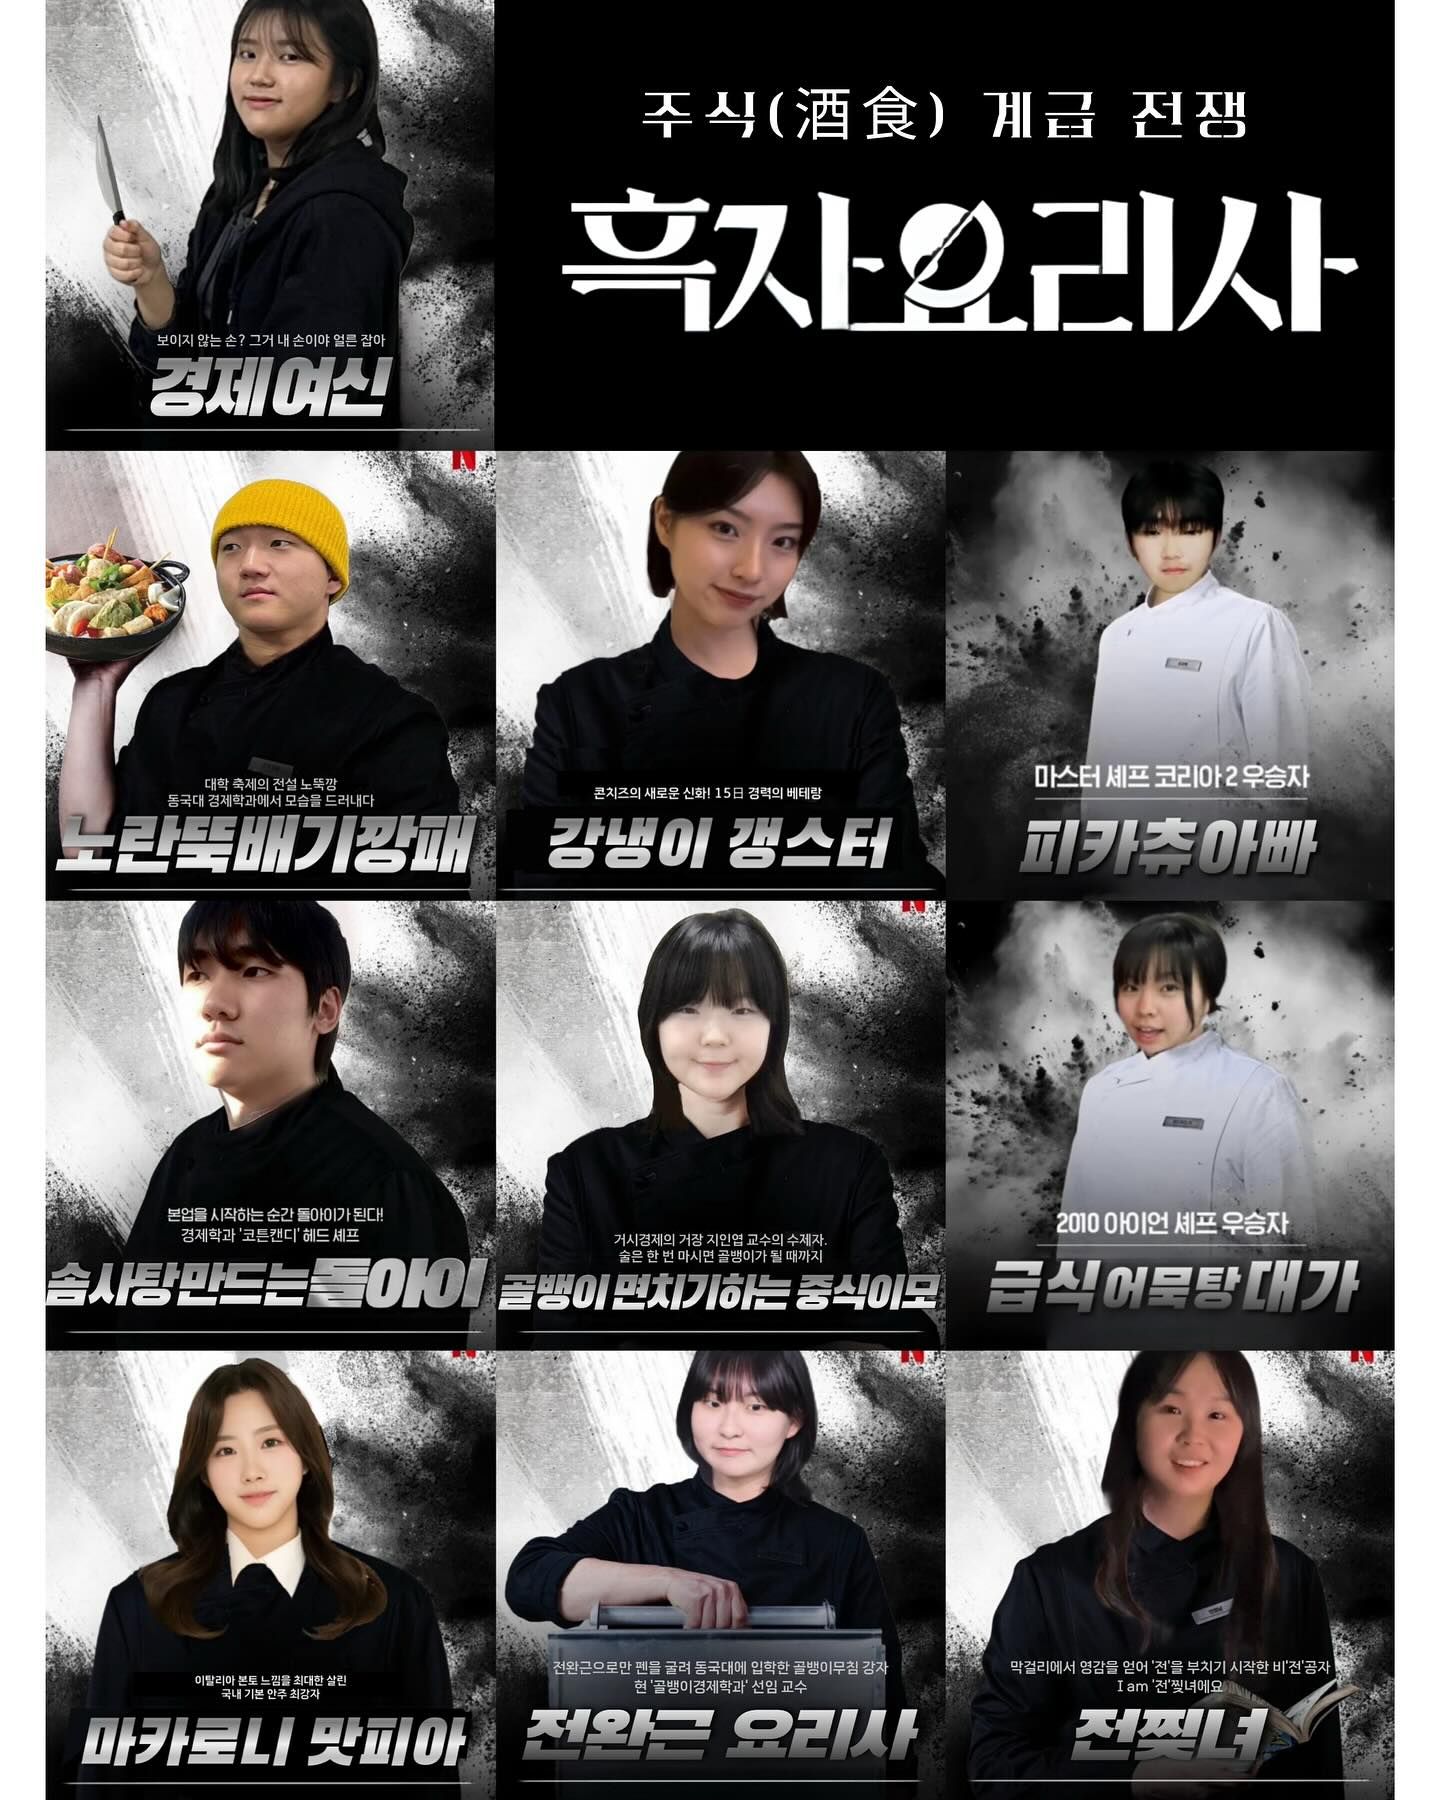 주식(酒食) 계급 전쟁
흑자요리사
보이지 않는 손? 그거 내 손이야 얼른 잡아
경제여신
N
대학 축제의 전설 노뚝깡
동국대 경제학과에서 모습을 드러내다
노란뚝배기깡패
콘치즈의 새로운 신화! 15日 경력의 베테랑
강냉이 갱스터
마스터 셰프 코리아 2 우승자
피카츄아빠
본업을 시작하는 순간 돌아이가 된다!
경제학과 '코튼캔디' 헤드 셰프
솜사탕만드는돌아이
N
거시경제의 거장 지인엽 교수의 수제자.
술은 한 번 마시면 골뱅이가 될 때까지
골뱅이 면치기하는 중식이모
2010 아이언 셰프 우승자
급식어묵탕대가
N
이탈리아 본토 느낌을 최대한 살린
국내 기본 안주 최강자
마카로니 맛피아
N
전완근으로만 펜을 굴려 동국대에 입학한 골뱅이무침 강자
현 '골뱅이경제학과' 선임 교수
전완근 요리사
N
막걸리에서 영감을 얻어 '전'을 부치기 시작한 비'전'공자
I am '전'찢녀에요
전찢녀